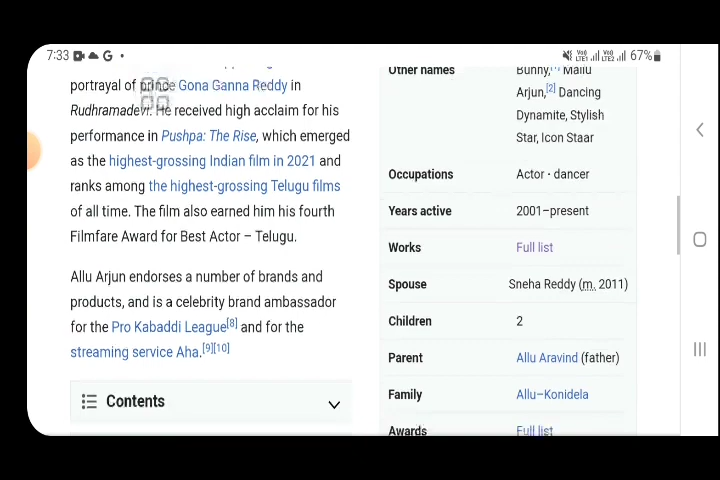 7:33
67%
portrayal of prince Gona Ganna Reddy in
Rudhramadevi. He received high acclaim for his
performance in Pushpa: The Rise, which emerged
as the highest-grossing Indian film in 2021 and
ranks among the highest-grossing Telugu films
of all time. The film also earned him his fourth
Filmfare Award for Best Actor – Telugu.
Allu Arjun endorses a number of brands and
products, and is a celebrity brand ambassador
for the Pro Kabaddi League[8] and for the
streaming service Aha.[9][10]
Contents
Other names
Bunny,[1] Mallu
Arjun,[2] Dancing
Dynamite, Stylish
Star, Icon Staar
Occupations Actor · dancer
Years active 2001–present
Works Full list
Spouse Sneha Reddy (m. 2011)
Children 2
Parent Allu Aravind (father)
Family Allu–Konidela
Awards Full list